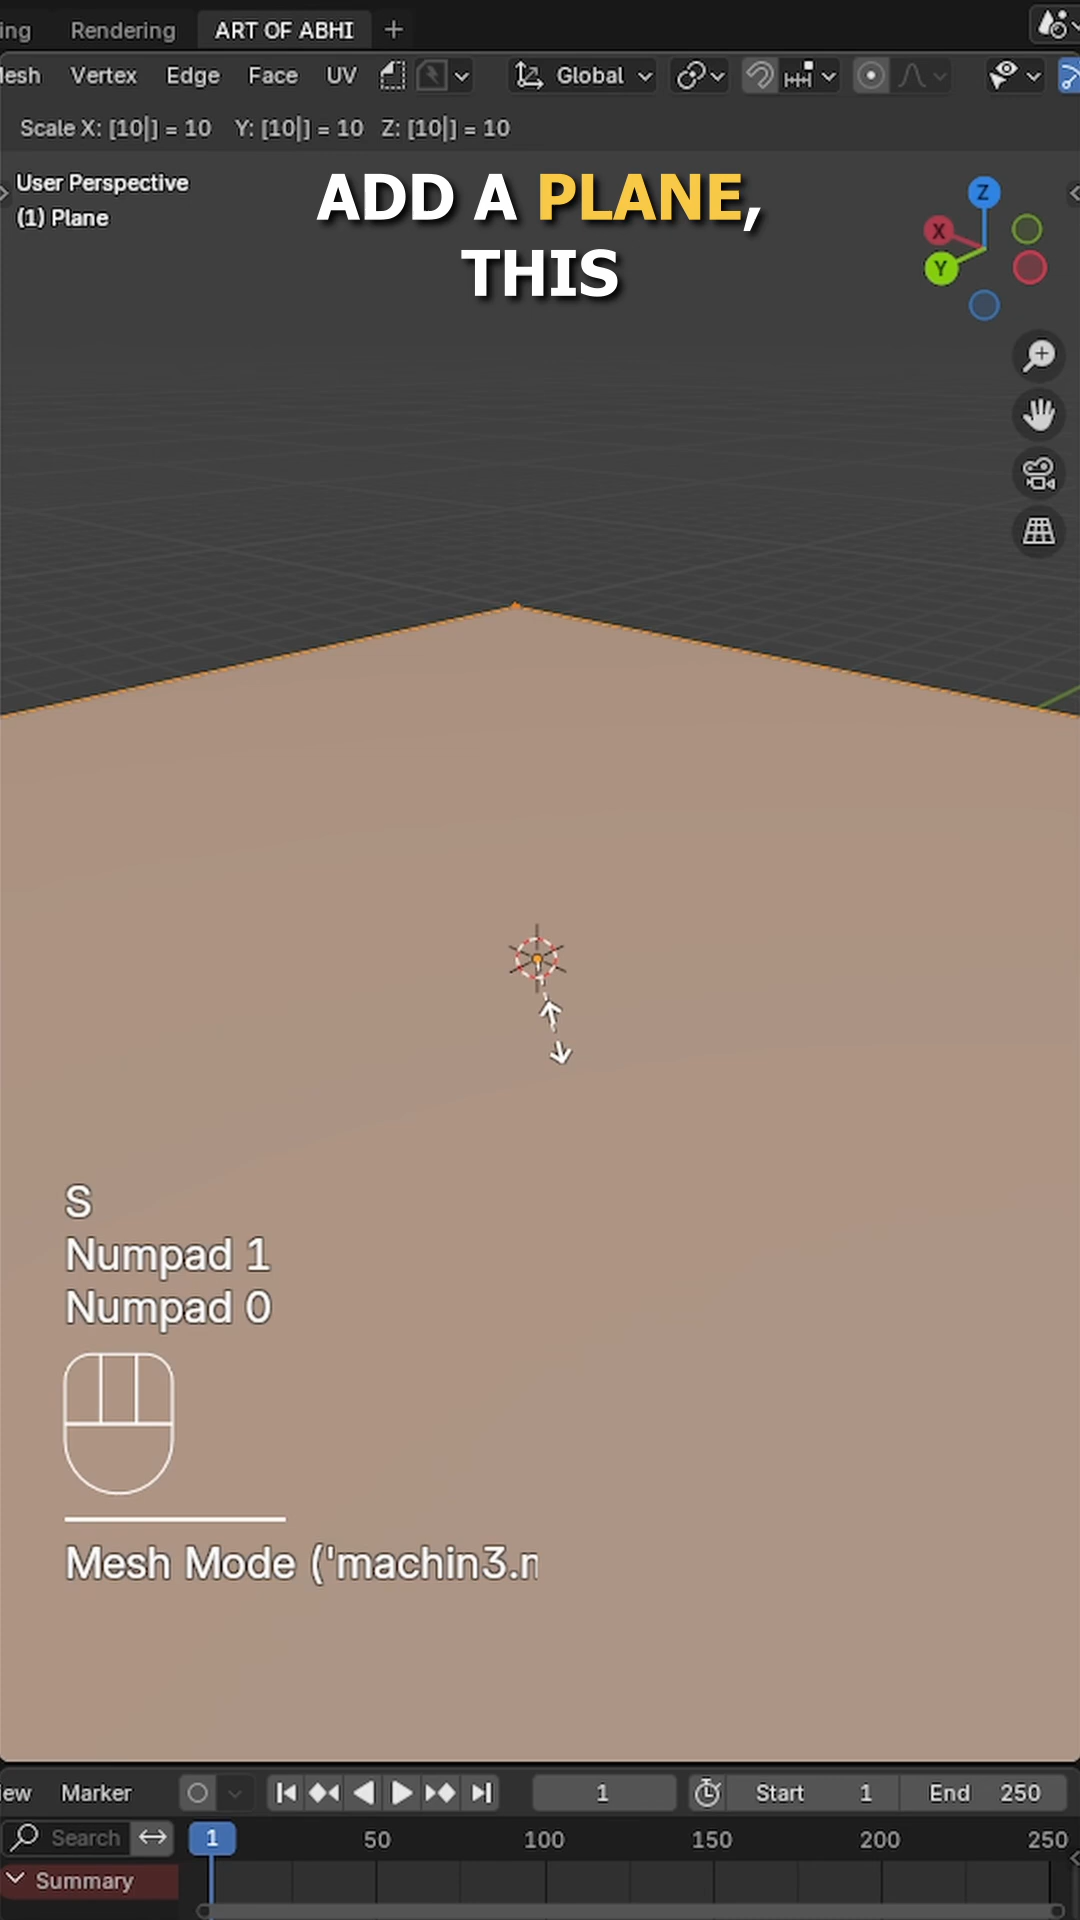 ing Rendering ART OF ABHI +
Mesh Vertex Edge Face UV Global
Scale X: [10|] = 10 Y: [10|] = 10 Z: [10|] = 10
User Perspective
(1) Plane
ADD A PLANE,
THIS
Z
X
Y
S
Numpad 1
Numpad 0
Mesh Mode ('machin3.m
iew Marker 1 Start 1 End 250
Search 1 50 100 150 200 250
Summary